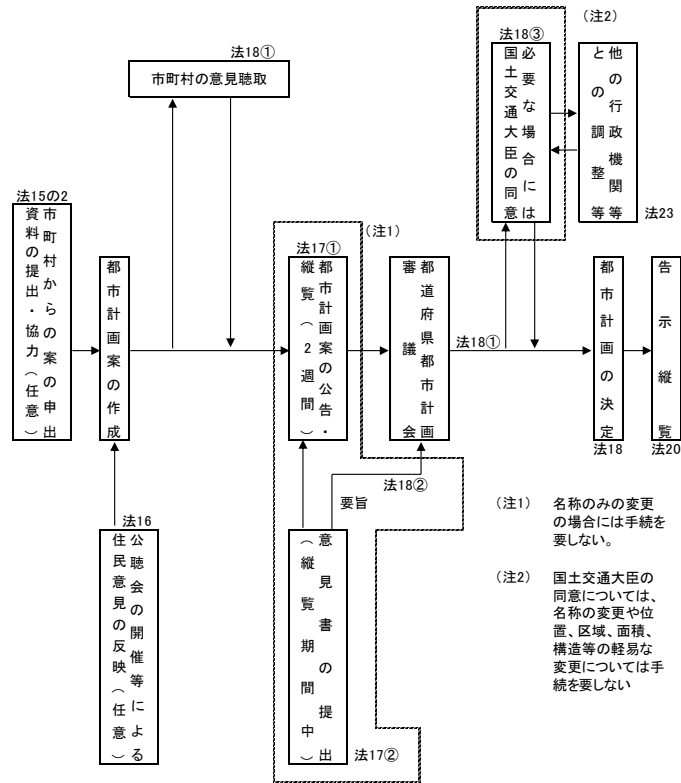 法18①
市町村の意見聴取
(注2)
法18③
必要な場合には
国土交通大臣の同意
他の行政機関等
との調整等
法23
法15の2
市町村からの案の申出
資料の提出・協力(任意)
都市計画案の作成
(注1)
法17①
都市計画案の公告・
縦覧(2週間)
都道府県都市計画
審議会
法18①
都市計画の決定
法18
告示縦覧
法20
法18②
要旨
法16
公聴会の開催等による
住民意見の反映(任意)
意見書の提出
(縦覧期間中)
法17②
(注1) 名称のみの変更
の場合には手続を
要しない。
(注2) 国土交通大臣の
同意については、
名称の変更や位
置、区域、面積、
構造等の軽易な
変更については手
続を要しない